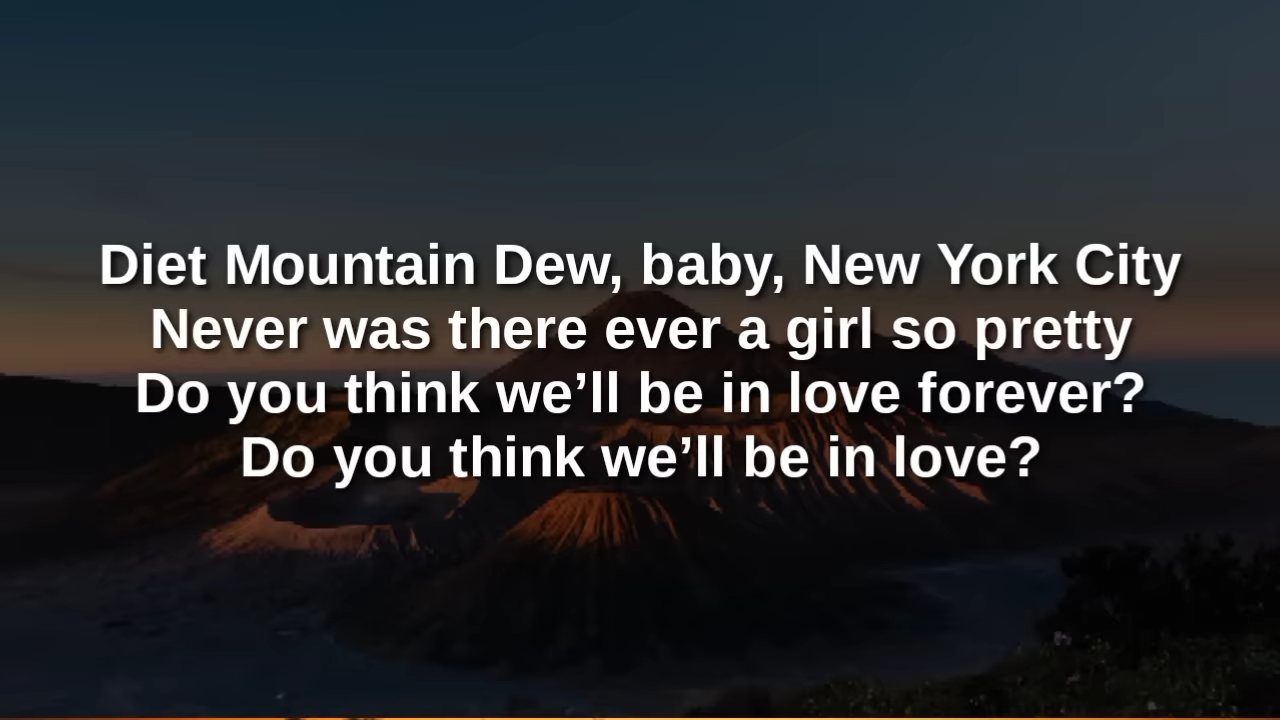 Diet Mountain Dew, baby, New York City
Never was there ever a girl so pretty
Do you think we’ll be in love forever?
Do you think we’ll be in love?